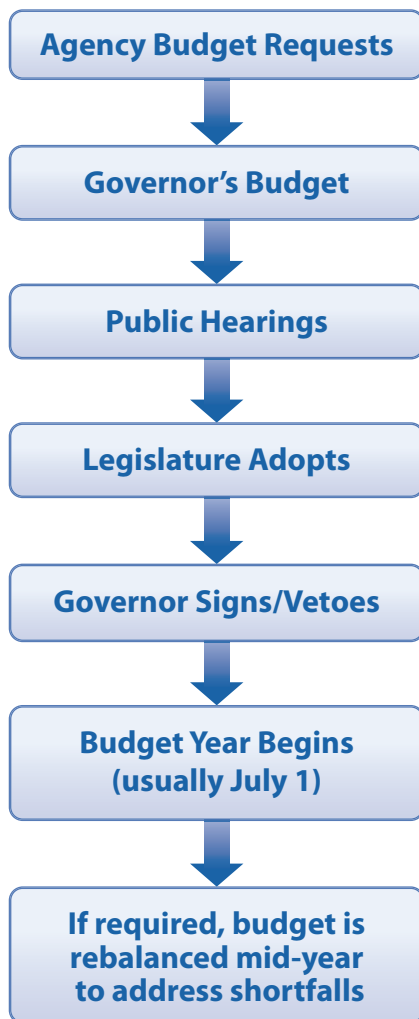 Agency Budget Requests
Governor’s Budget
Public Hearings
Legislature Adopts
Governor Signs/Vetoes
Budget Year Begins
(usually July 1)
If required, budget is
rebalanced mid-year
to address shortfalls